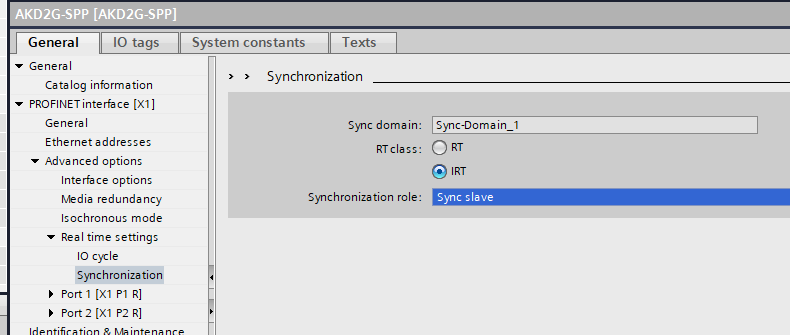 AKD2G-SPP [AKD2G-SPP]
General IO tags System constants Texts
General
Catalog information
PROFINET interface [X1]
General
Ethernet addresses
Advanced options
Interface options
Media redundancy
Isochronous mode
Real time settings
IO cycle
Synchronization
Port 1 [X1 P1 R]
Port 2 [X1 P2 R]
Identification & Maintenance
Synchronization
Sync domain: Sync-Domain_1
RT class: RT
IRT
Synchronization role: Sync slave